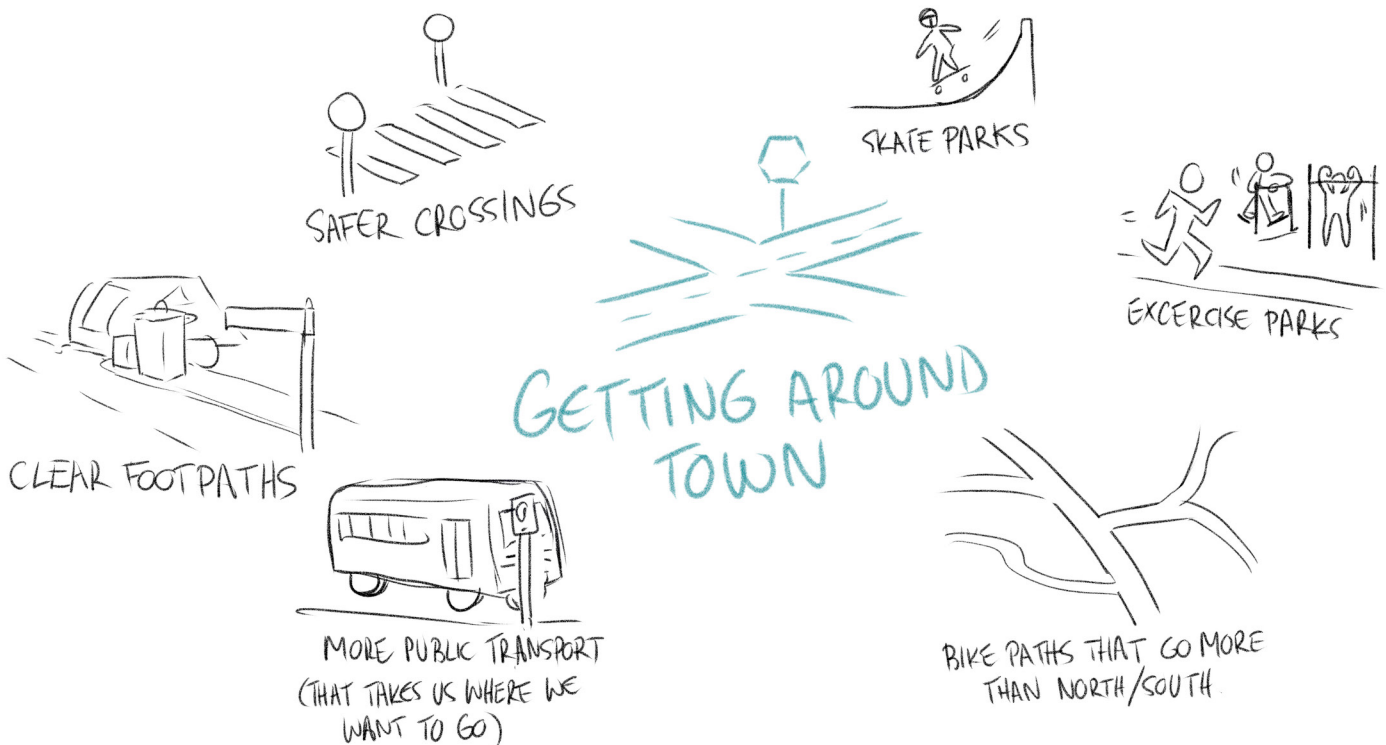 SKATE PARKS
SAFER CROSSINGS
EXCERCISE PARKS
GETTING AROUND
TOWN
CLEAR FOOTPATHS
MORE PUBLIC TRANSPORT
(THAT TAKES US WHERE WE
WANT TO GO)
BIKE PATHS THAT GO MORE
THAN NORTH/SOUTH.